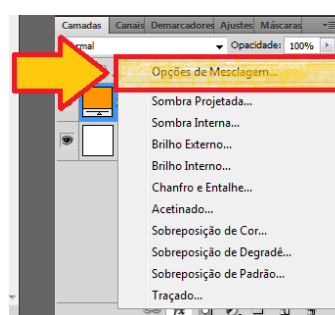 Camadas Canais Demarcadores Ajustes Máscaras
Opacidade: 100%
Opções de Mesclagem...
Sombra Projetada...
Sombra Interna...
Brilho Externo...
Brilho Interno...
Chanfro e Entalhe...
Acetinado...
Sobreposição de Cor...
Sobreposição de Degradê...
Sobreposição de Padrão...
Traçado...